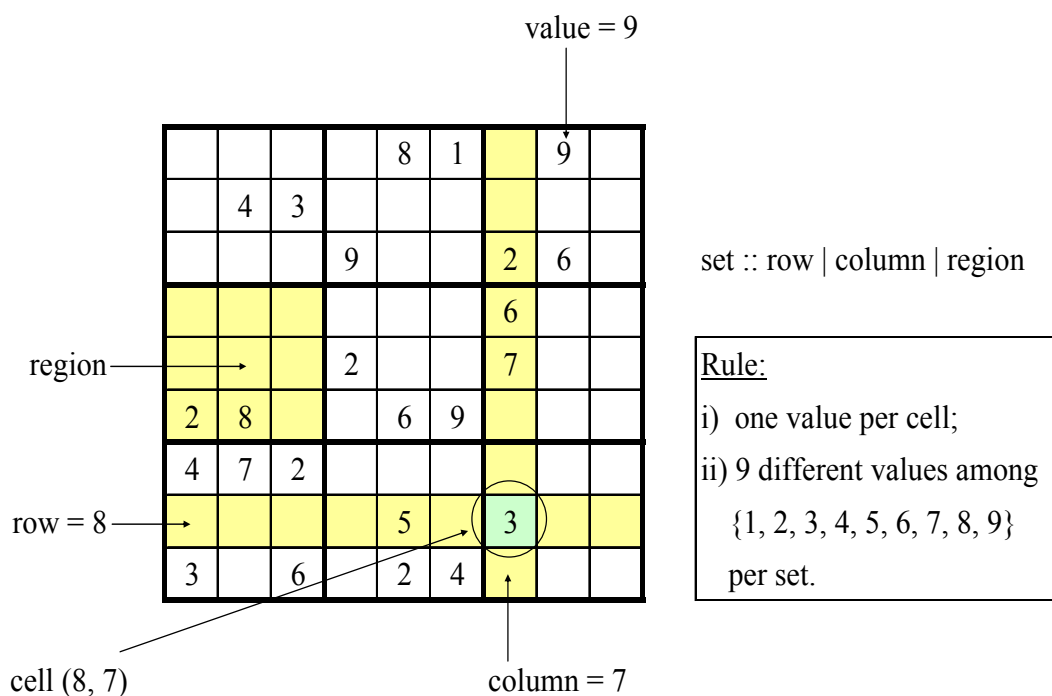 value = 9
8 1 9
4 3
9 2 6
set :: row | column | region
6
region
2 7
Rule:
2 8 6 9
i) one value per cell;
4 7 2
ii) 9 different values among
row = 8
5 3
{1, 2, 3, 4, 5, 6, 7, 8, 9}
3 6 2 4
per set.
cell (8, 7)
column = 7